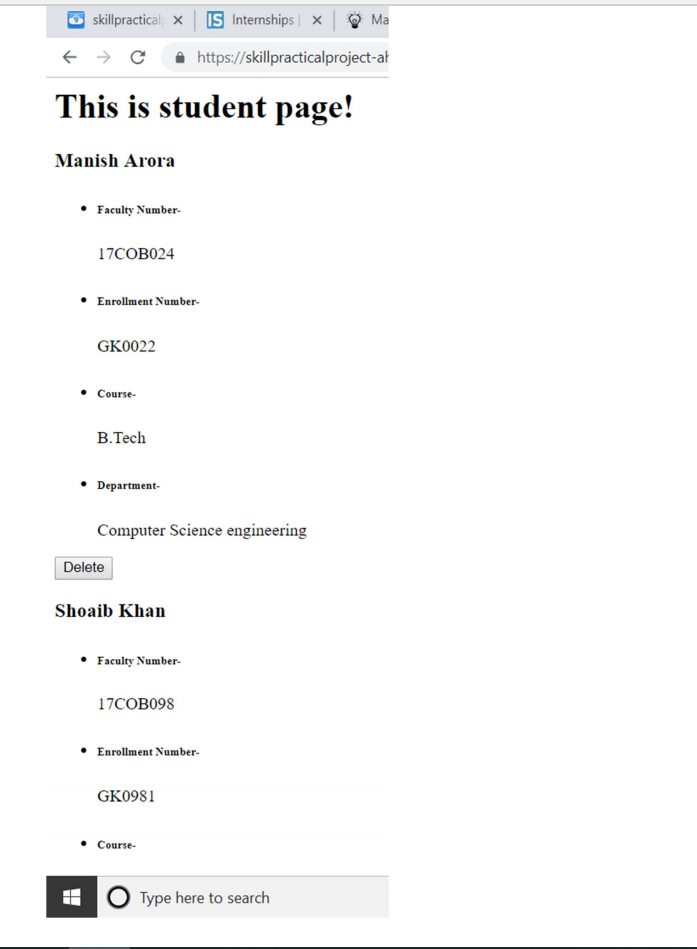 skillpractical
Internships |
Ma
https://skillpracticalproject-ah
This is student page!
Manish Arora
Faculty Number-
17COB024
Enrollment Number-
GK0022
Course-
B.Tech
Department-
Computer Science engineering
Delete
Shoaib Khan
Faculty Number-
17COB098
Enrollment Number-
GK0981
Course-
Type here to search